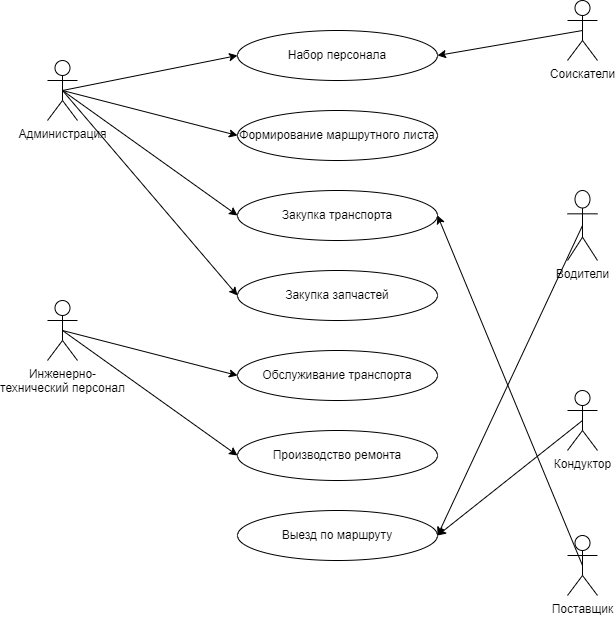 Набор персонала
Соискатели
Администрация
Формирование маршрутного листа
Закупка транспорта
Водители
Закупка запчастей
Инженерно-
технический персонал
Обслуживание транспорта
Производство ремонта
Кондуктор
Выезд по маршруту
Поставщик